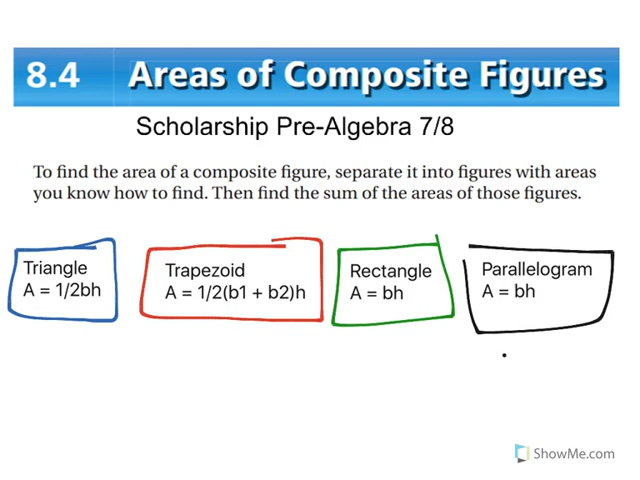 8.4 Areas of Composite Figures
Scholarship Pre-Algebra 7/8
To find the area of a composite figure, separate it into figures with areas
you know how to find. Then find the sum of the areas of those figures.
Triangle
A = 1/2bh
Trapezoid
A = 1/2(b1 + b2)h
Rectangle
A = bh
Parallelogram
A = bh
ShowMe.com